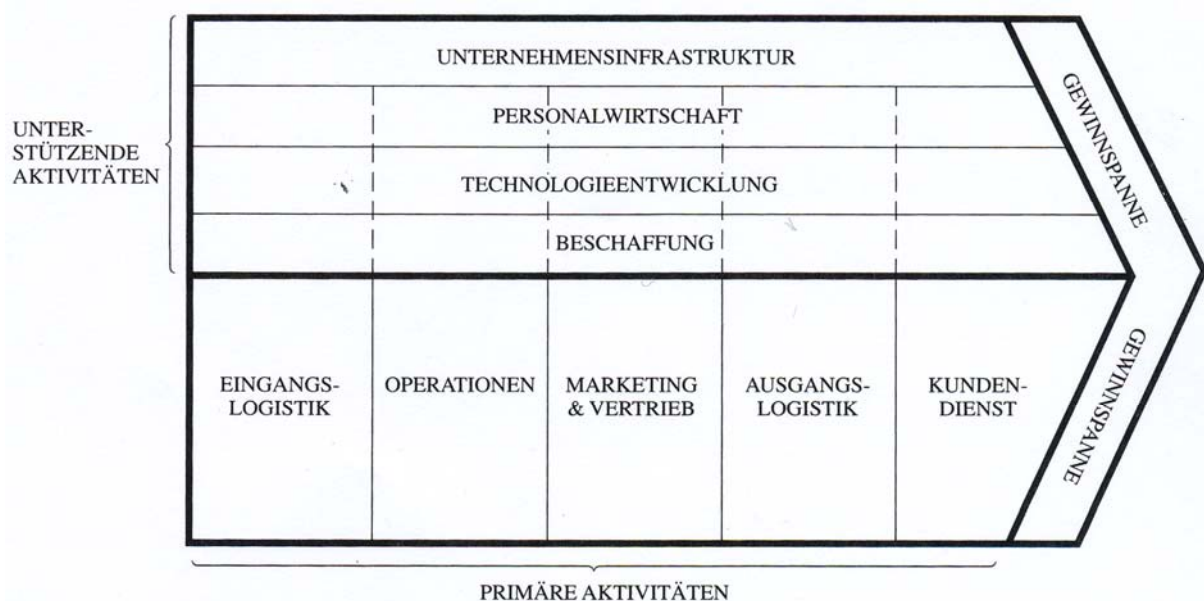 UNTERNEHMENSINFRASTRUKTUR
PERSONALWIRTSCHAFT
UNTER-
STÜTZENDE
AKTIVITÄTEN
TECHNOLOGIEENTWICKLUNG
BESCHAFFUNG
GEWINNSPANNE
EINGANGS-
LOGISTIK
OPERATIONEN
MARKETING
& VERTRIEB
AUSGANGS-
LOGISTIK
KUNDEN-
DIENST
GEWINNSPANNE
PRIMÄRE AKTIVITÄTEN